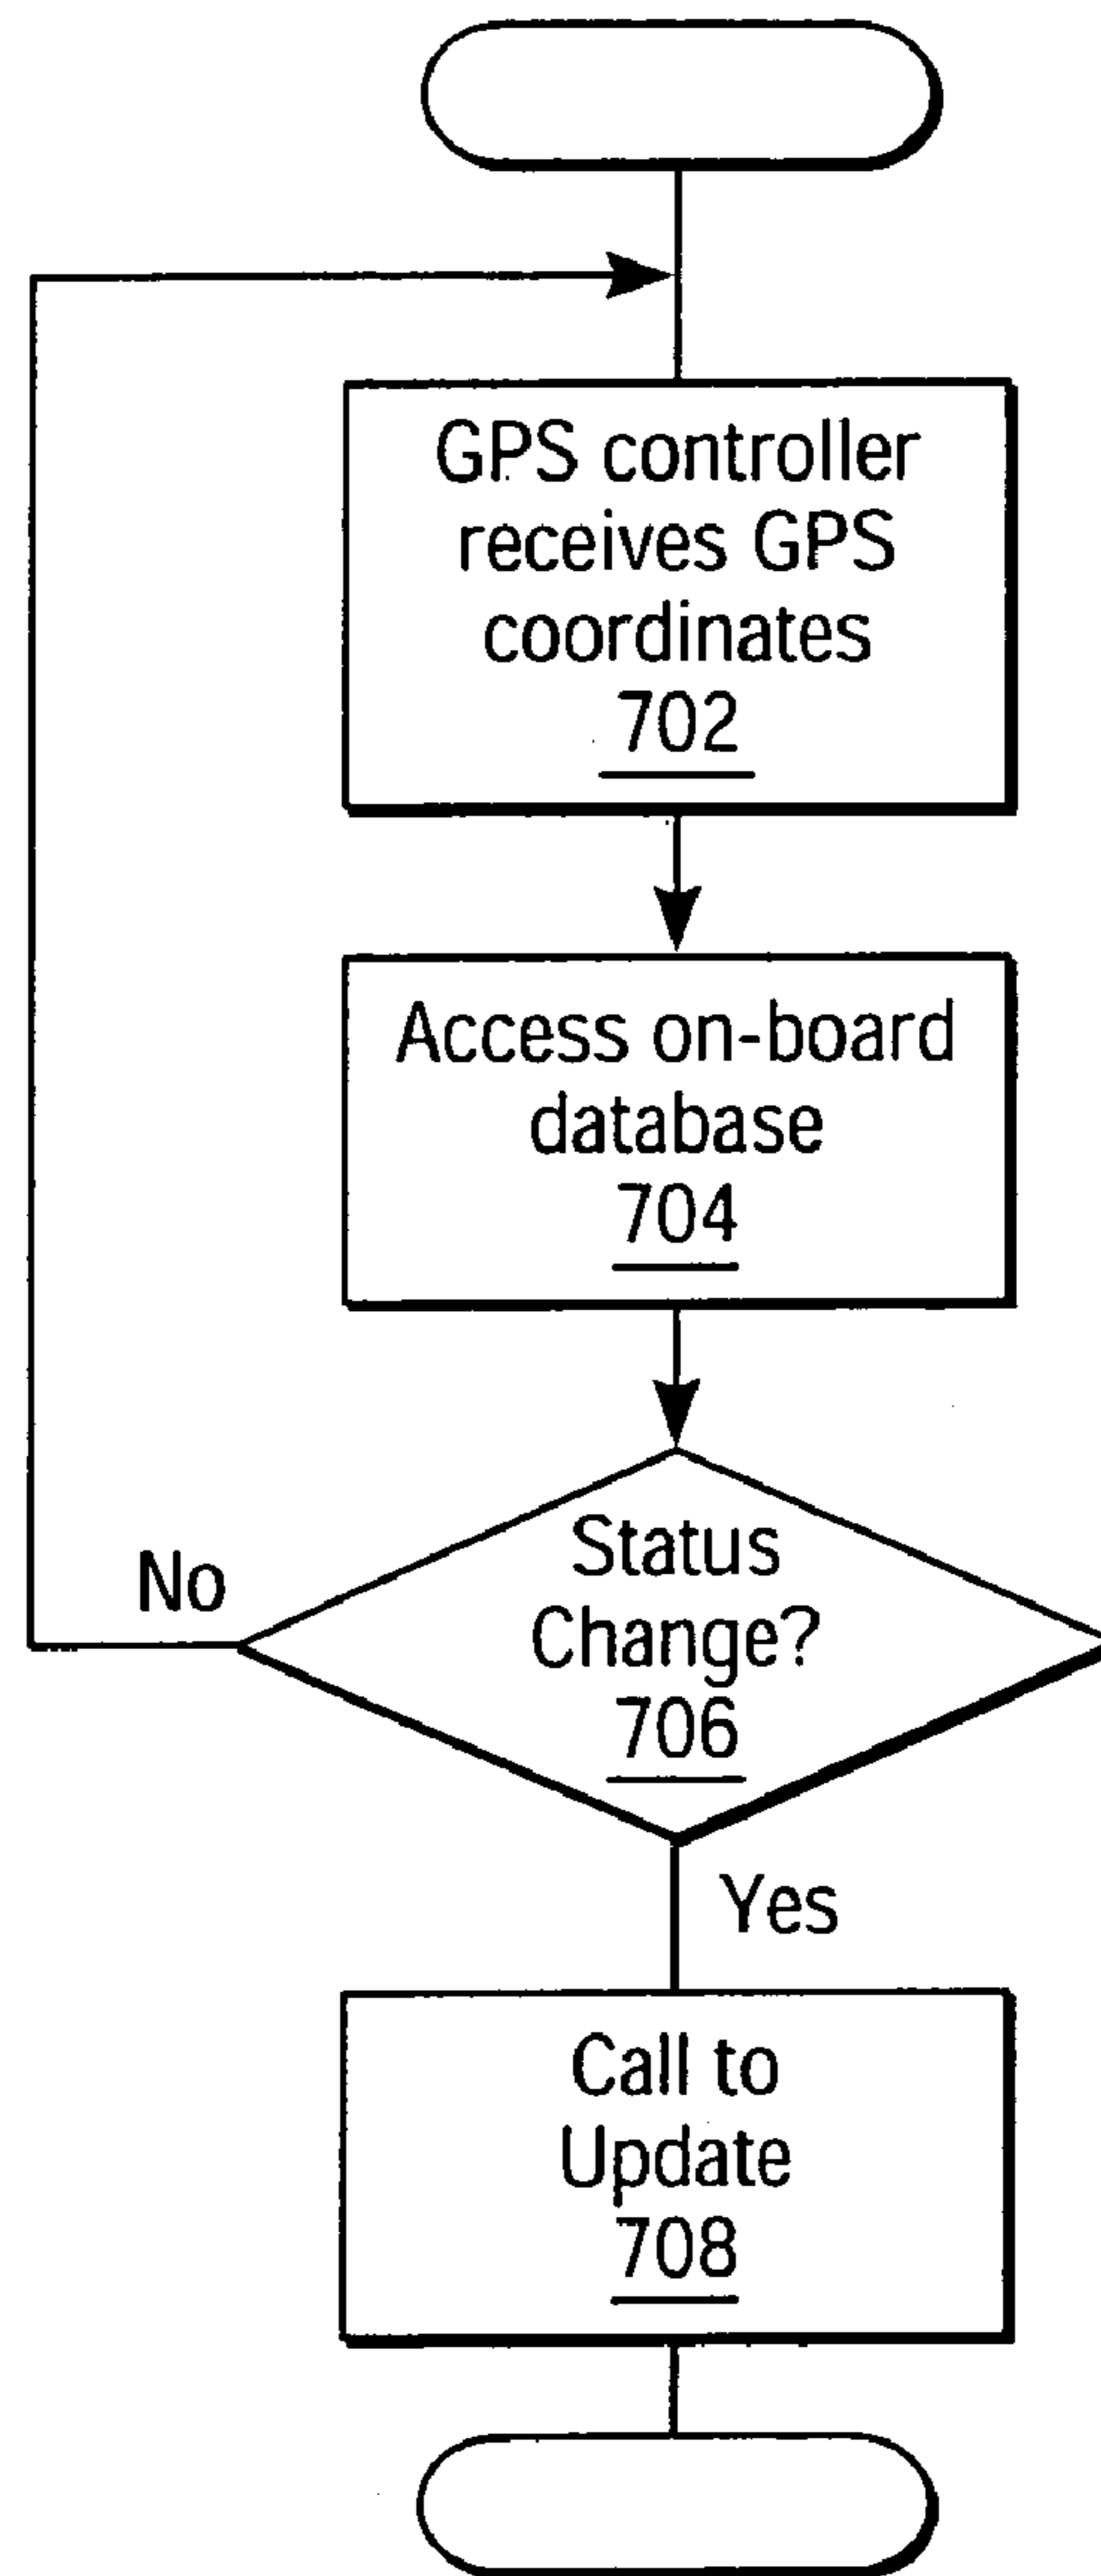 GPS controller
receives GPS
coordinates
702
Access on-board
database
704
Status
Change?
706
No
Yes
Call to
Update
708